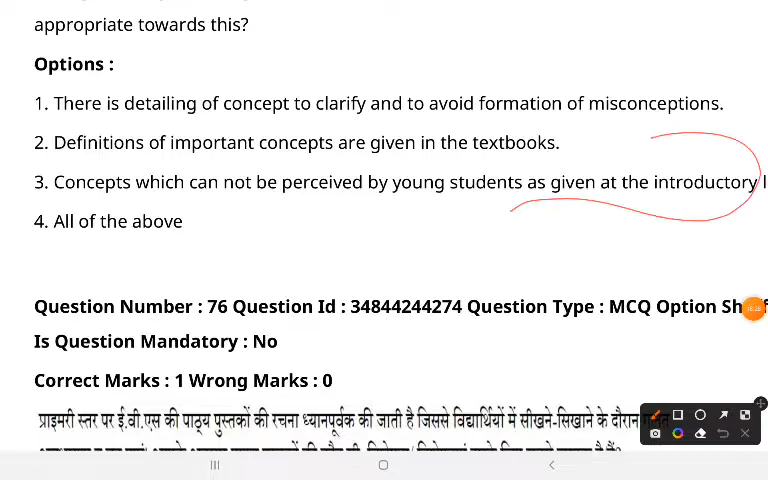 appropriate towards this?
Options :
1. There is detailing of concept to clarify and to avoid formation of misconceptions.
2. Definitions of important concepts are given in the textbooks.
3. Concepts which can not be perceived by young students as given at the introductory
4. All of the above
Question Number : 76 Question Id : 34844244274 Question Type : MCQ Option
Is Question Mandatory : No
Correct Marks : 1 Wrong Marks : 0
प्राइमरी स्तर पर ई.वी.एस की पाठ्य पुस्तकों की रचना ध्यानपूर्वक की जाती है जिससे विद्यार्थियों में सीखने-सिखाने के दौरान